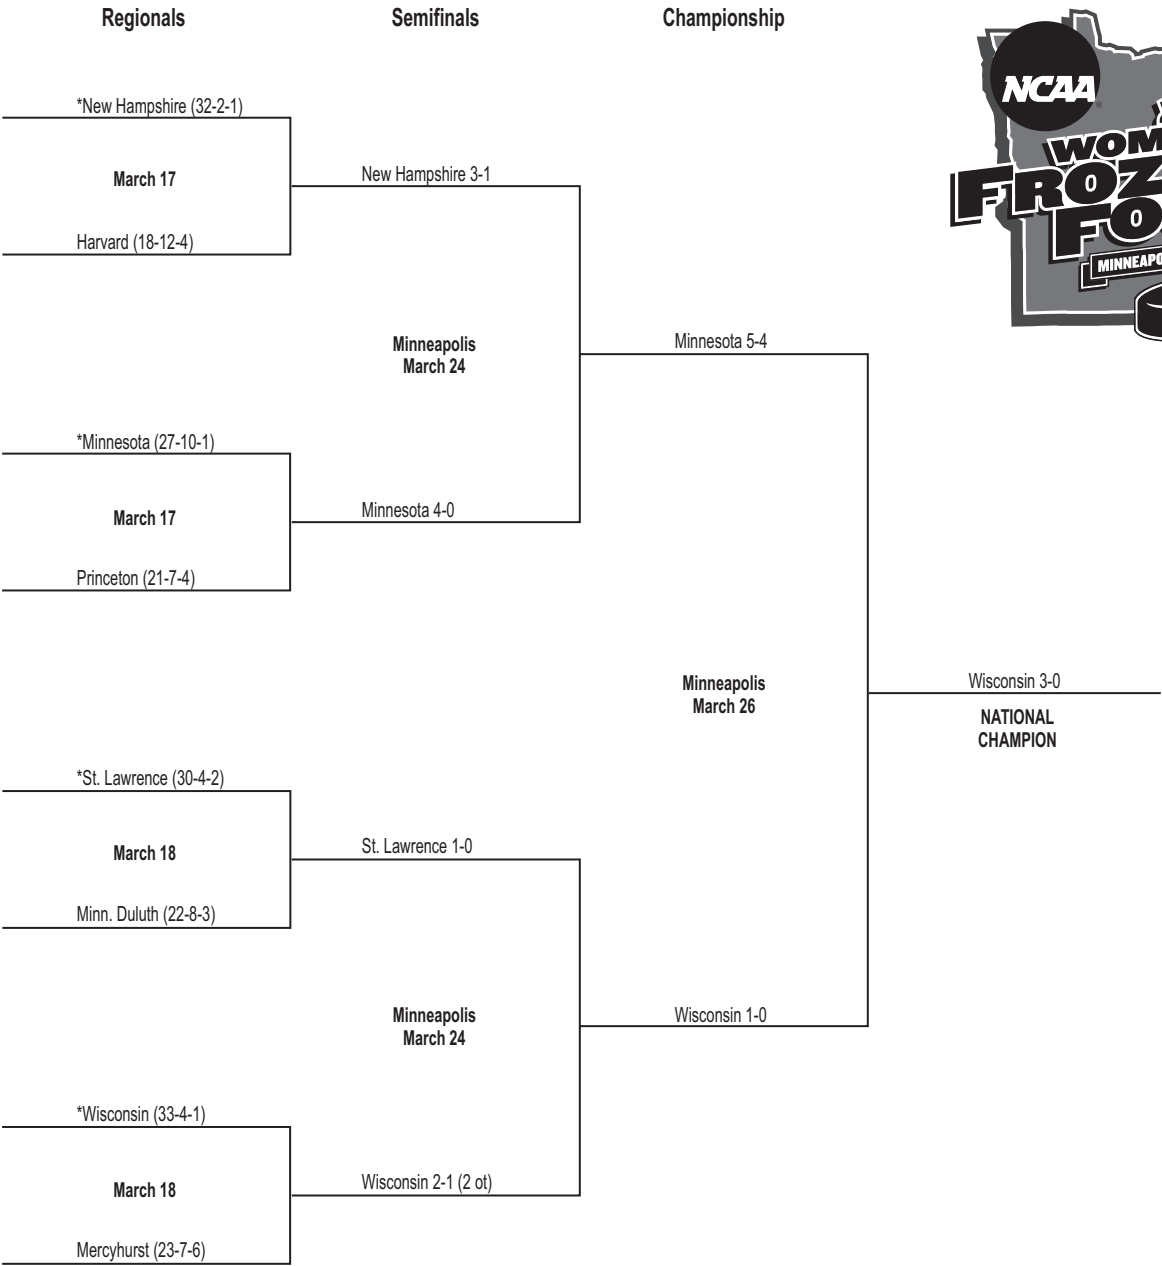 Regionals
Semifinals
Championship
NCAA
®
FROZ
FO
MINNEAPO
*New Hampshire (32-2-1)
March 17
Harvard (18-12-4)
New Hampshire 3-1
Minneapolis
March 24
Minnesota 5-4
*Minnesota (27-10-1)
March 17
Princeton (21-7-4)
Minnesota 4-0
Minneapolis
March 26
Wisconsin 3-0
NATIONAL
CHAMPION
*St. Lawrence (30-4-2)
March 18
Minn. Duluth (22-8-3)
St. Lawrence 1-0
Minneapolis
March 24
Wisconsin 1-0
*Wisconsin (33-4-1)
March 18
Mercyhurst (23-7-6)
Wisconsin 2-1 (2 ot)